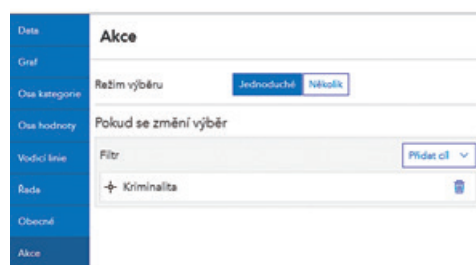 Data
Graf
Osa kategorie
Osa hodnoty
Vodicí linie
Řada
Obecné
Akce
Akce
Režim výběru
Jednoduché Několik
Pokud se změní výběr
Filtr
Přidat cíl
Kriminalita